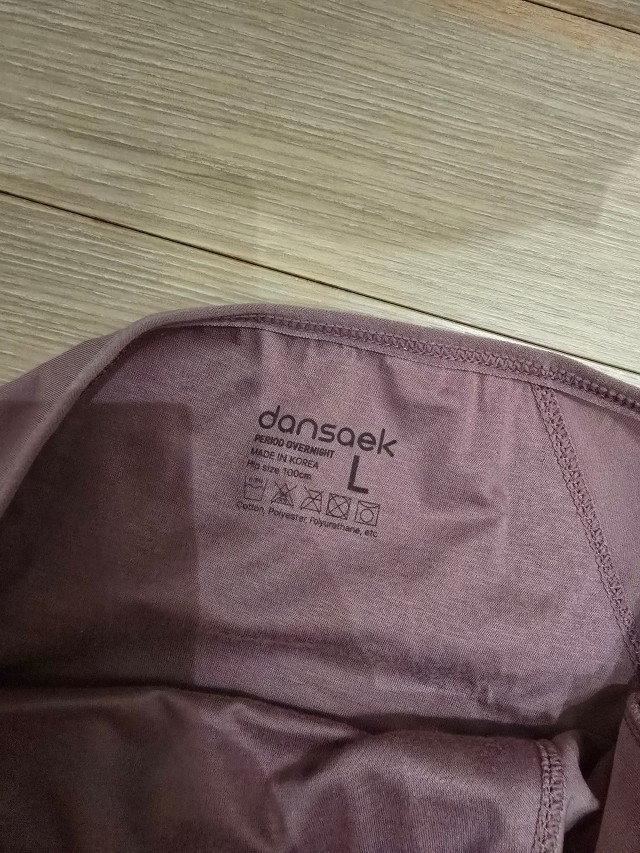 dansaek
PERIOD OVERNIGHT
MADE IN KOREA
Hip size 100cm
L
Cotton, Polyester, Polyurethane, etc